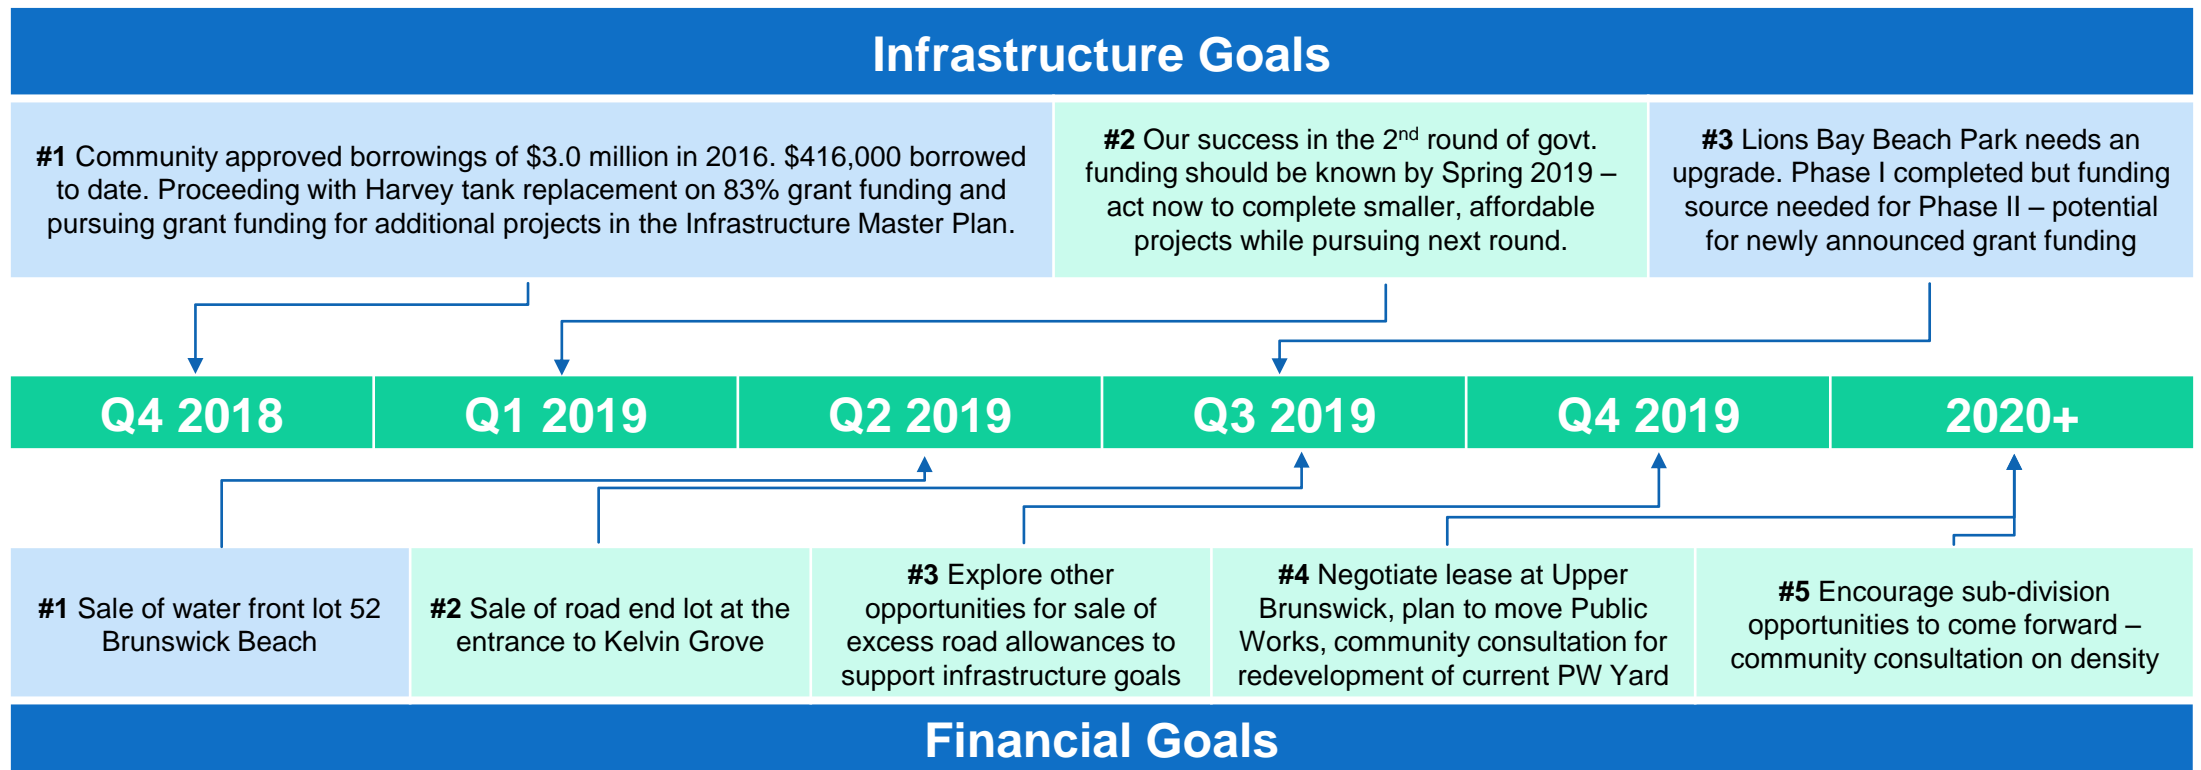 Infrastructure Goals
#1 Community approved borrowings of $3.0 million in 2016. $416,000 borrowed
to date. Proceeding with Harvey tank replacement on 83% grant funding and
pursuing grant funding for additional projects in the Infrastructure Master Plan.
#2 Our success in the 2nd round of govt.
funding should be known by Spring 2019 –
act now to complete smaller, affordable
projects while pursuing next round.
#3 Lions Bay Beach Park needs an
upgrade. Phase I completed but funding
source needed for Phase II – potential
for newly announced grant funding
Q4 2018
Q1 2019
Q2 2019
Q3 2019
Q4 2019
2020+
#1 Sale of water front lot 52
Brunswick Beach
#2 Sale of road end lot at the
entrance to Kelvin Grove
#3 Explore other
opportunities for sale of
excess road allowances to
support infrastructure goals
#4 Negotiate lease at Upper
Brunswick, plan to move Public
Works, community consultation for
redevelopment of current PW Yard
#5 Encourage sub-division
opportunities to come forward –
community consultation on density
Financial Goals